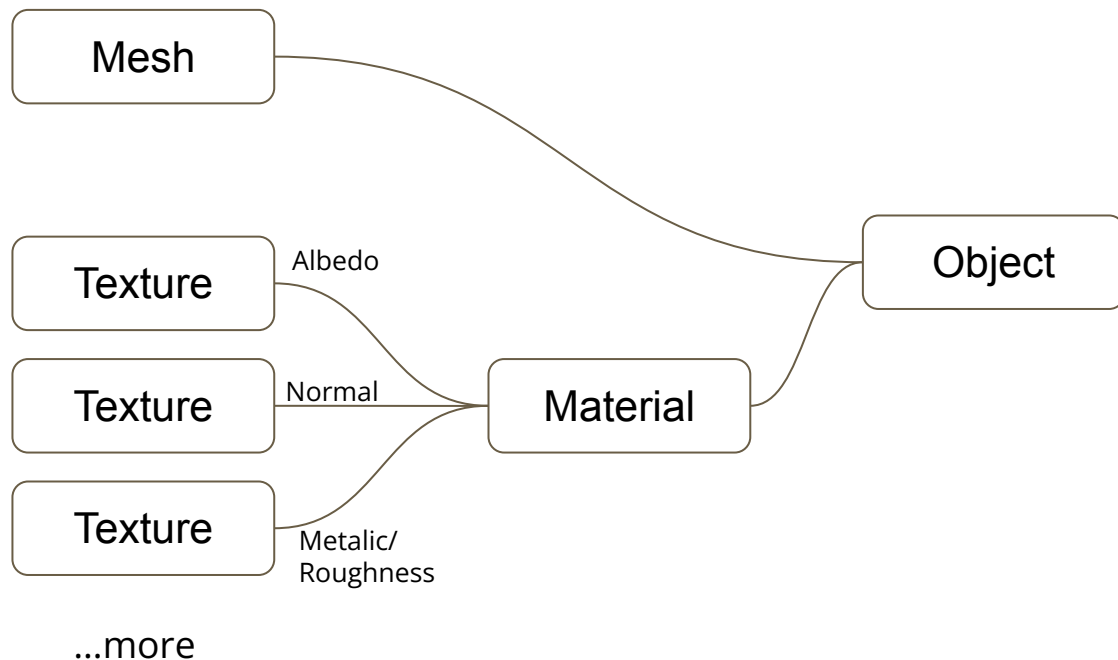 Mesh
Object
Texture
Albedo
Texture
Normal
Material
Texture
Metalic/
Roughness
...more